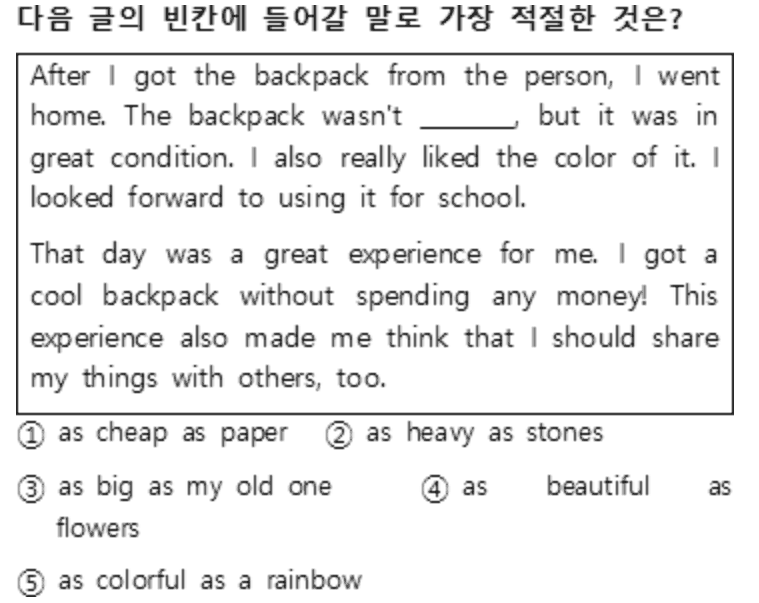 다음 글의 빈칸에 들어갈 말로 가장 적절한 것은?
After I got the backpack from the person, I went
home. The backpack wasn't ______, but it was in
great condition. I also really liked the color of it. I
looked forward to using it for school.
That day was a great experience for me. I got a
cool backpack without spending any money! This
experience also made me think that I should share
my things with others, too.
① as cheap as paper ② as heavy as stones
③ as big as my old one ④ as beautiful as
flowers
⑤ as colorful as a rainbow